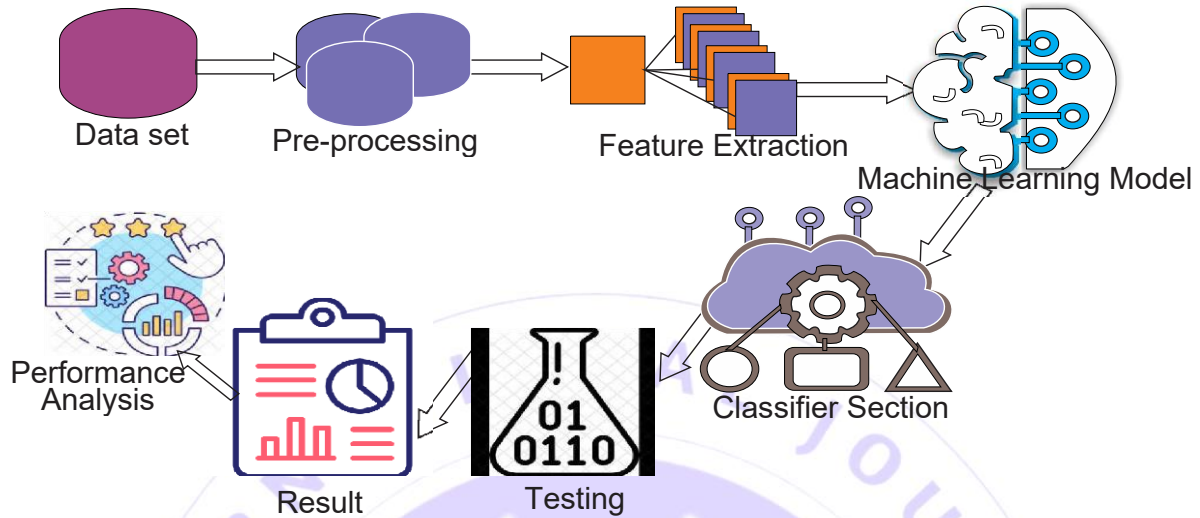 Data set
Pre-processing
Feature Extraction
Machine Learning Model
Classifier Section
Performance
Analysis
01
0110
Testing
Result